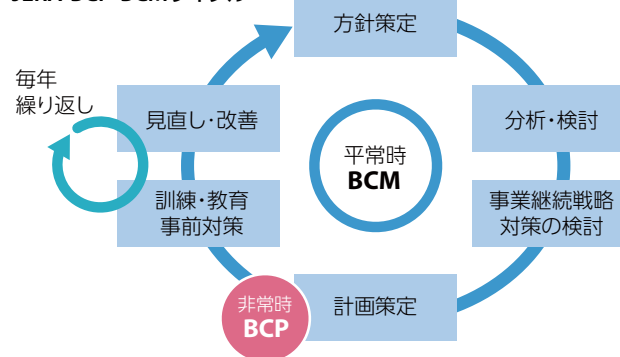 方針策定
毎年
繰り返し
見直し・改善
分析・検討
平常時
BCM
訓練・教育
事前対策
事業継続戦略
対策の検討
非常時
BCP
計画策定